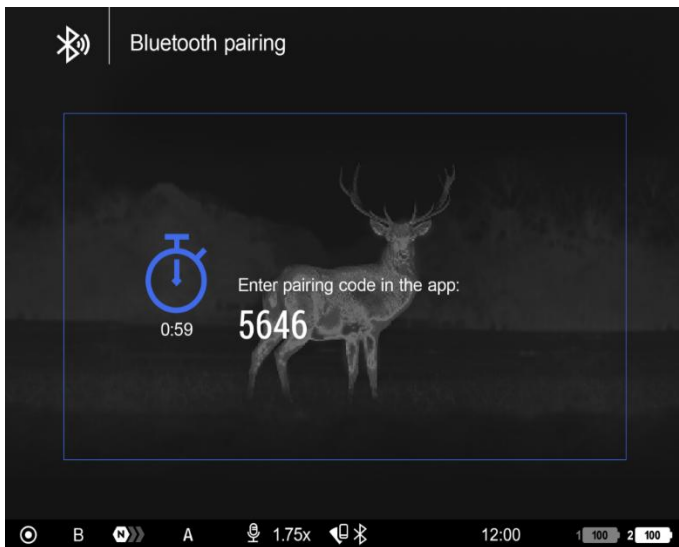 Bluetooth pairing
Enter pairing code in the app:
0:59
5646
B N A 1.75x 12:00 1 100 2 100